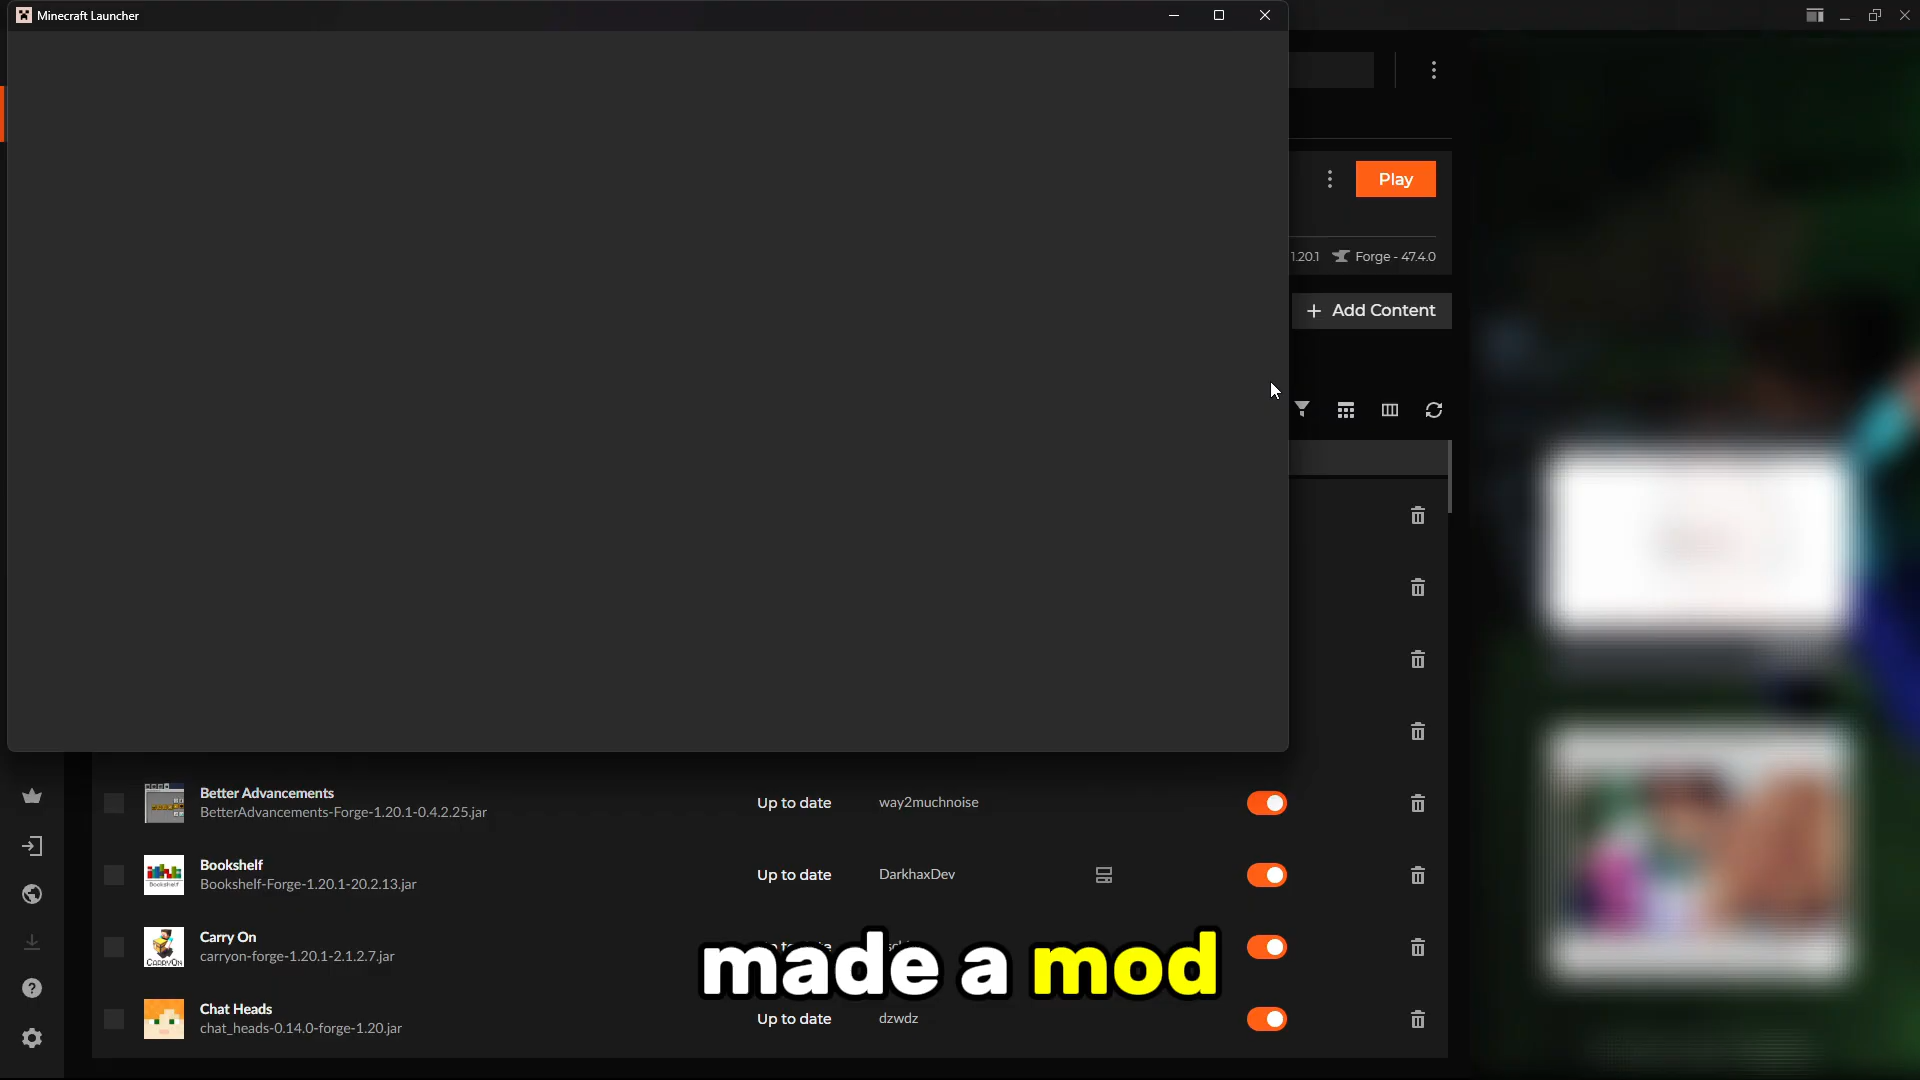 Minecraft Launcher
Play
1.20.1 Forge - 47.4.0
Add Content
Better Advancements
BetterAdvancements-Forge-1.20.1-0.4.2.25.jar
Up to date
way2muchnoise
Bookshelf
Bookshelf-Forge-1.20.1-20.2.13.jar
Up to date
DarkhaxDev
Carry On
carryon-forge-1.20.1-2.1.2.7.jar
made a mod
Chat Heads
chat_heads-0.14.0-forge-1.20.jar
Up to date
dzwdz